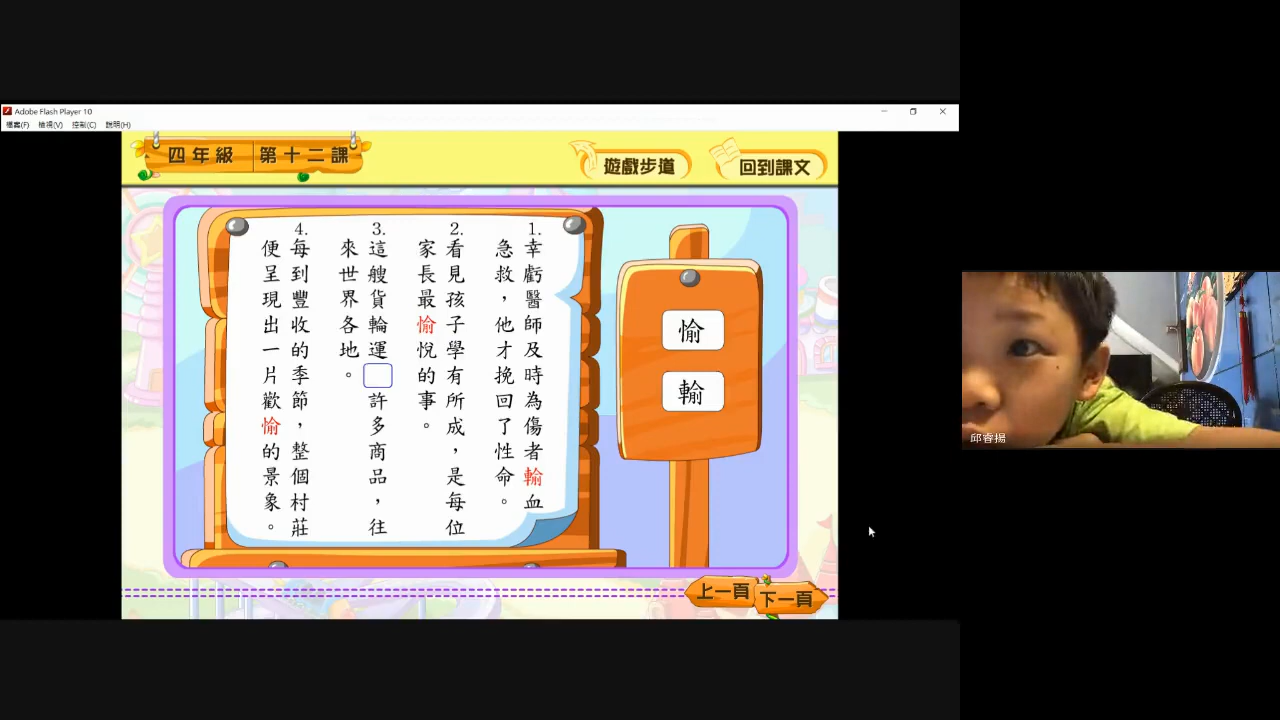 Adobe Flash Player 10
檔案(F) 檢視(V) 控制(C) 說明(H)
四年級 第十二課
遊戲步道
回到課文
1.幸虧醫師及時為傷者輸血
急救，他才挽回了性命。
2.看見孩子學有所成，是每位
家長最愉悅的事。
3.這艘貨輪運 許多商品，往
來世界各地。
4.每到豐收的季節，整個村莊
便呈現出一片歡愉的景象。
愉
輸
上一頁
下一頁
邱睿揚